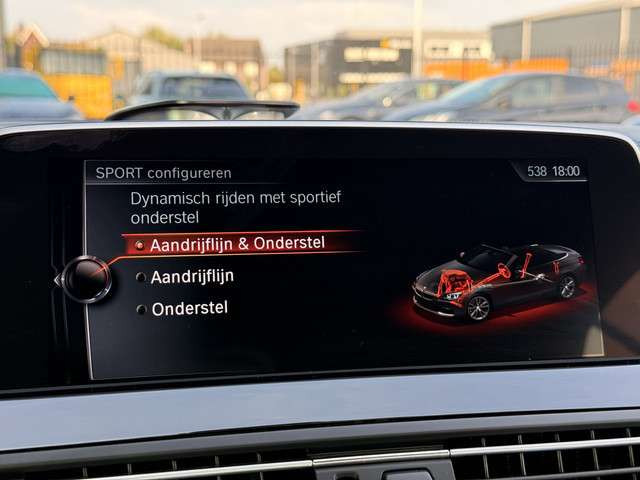 SPORT configureren
538 18:00
Dynamisch rijden met sportief
onderstel
Aandrijflijn & Onderstel
Aandrijflijn
Onderstel